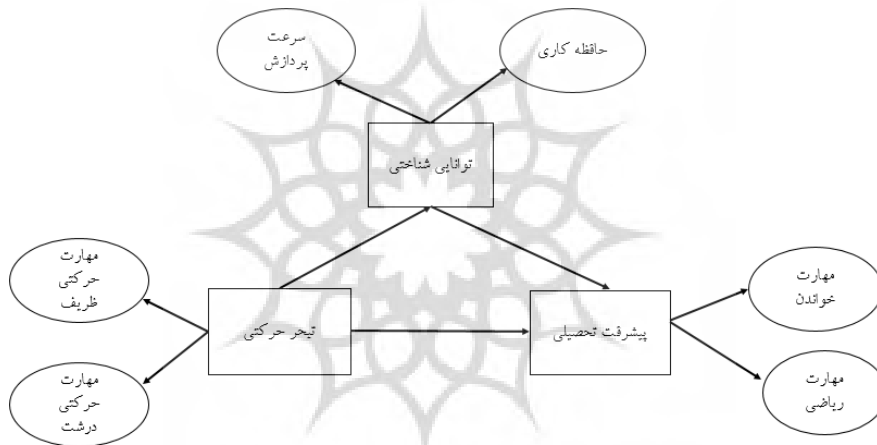 سرعت
پردازش
حافظه کاری
توانایی شناختی
مهارت
حرکتی
ظریف
تبحر حرکتی
مهارت
حرکتی
درشت
پیشرفت تحصیلی
مهارت
خواندن
مهارت
ریاضی